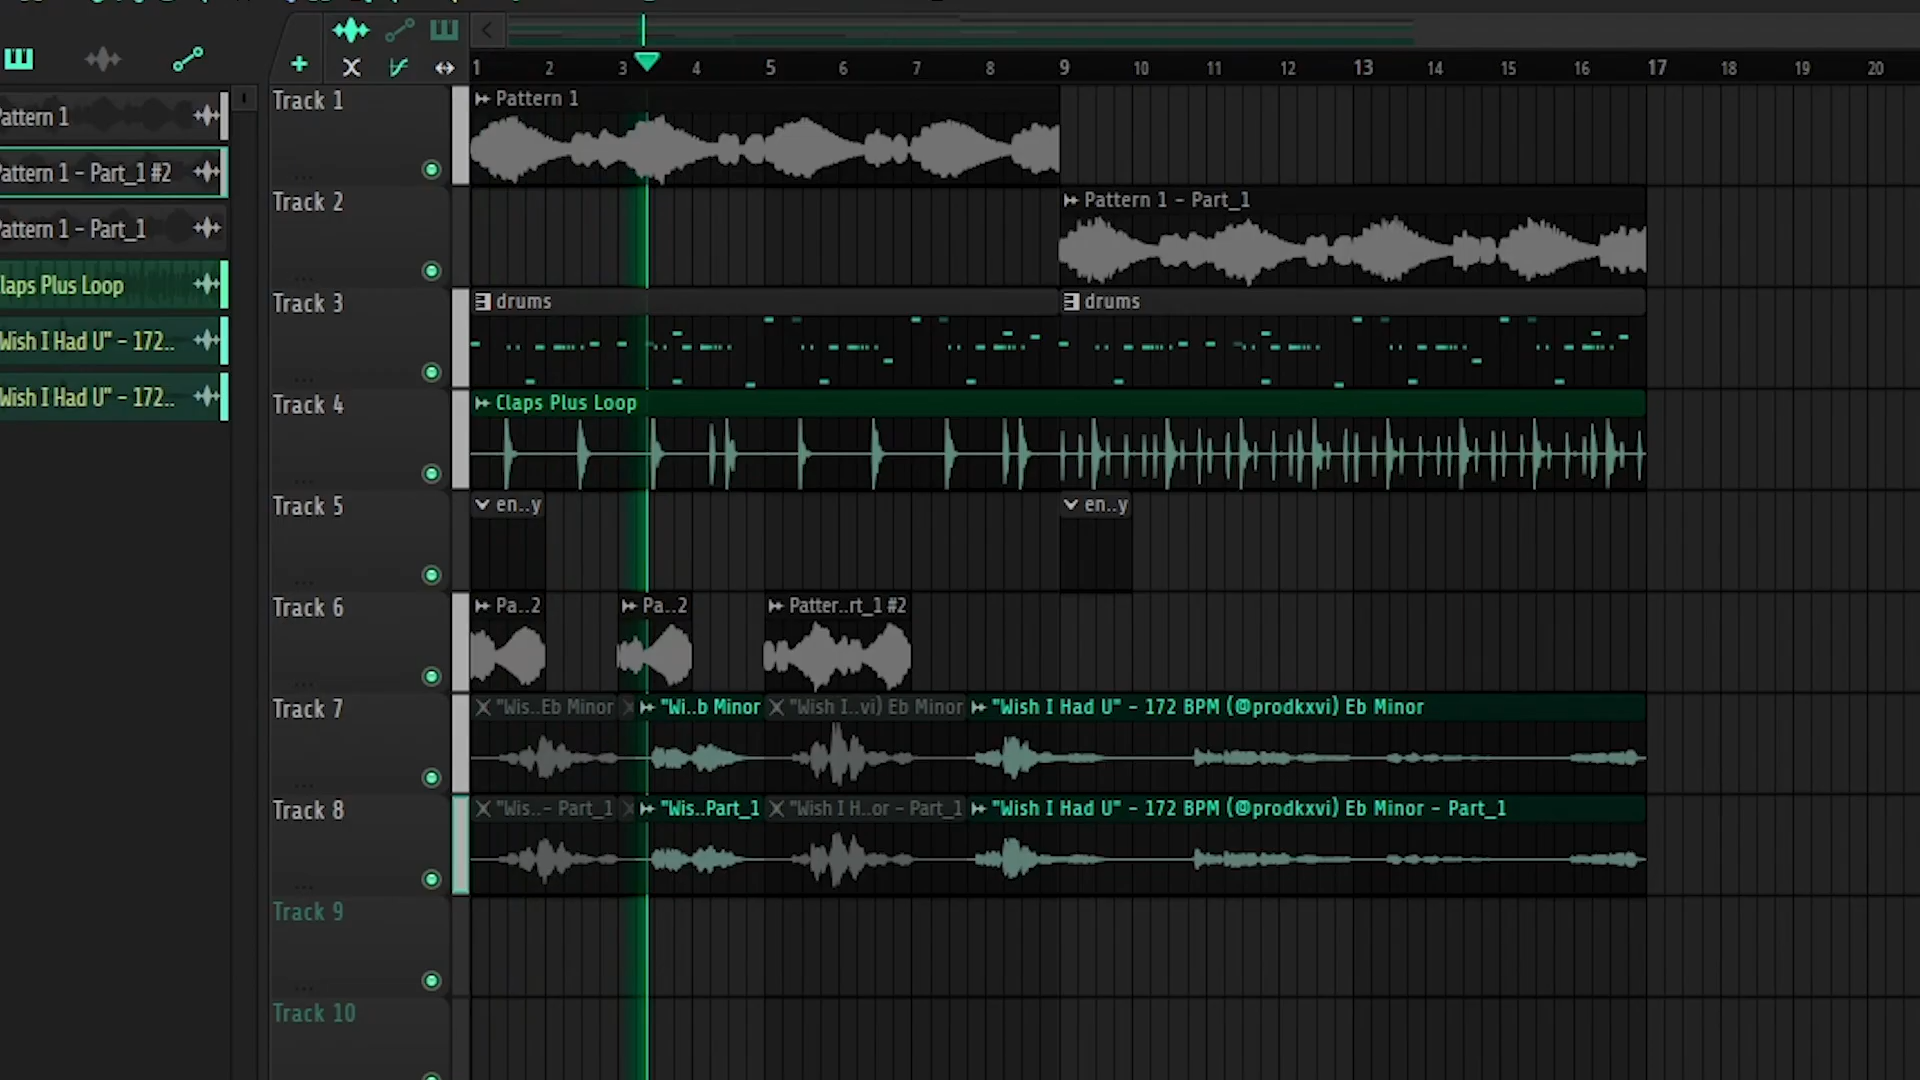 1 2 3 4 5 6 7 8 9 10 11 12 13 14 15 16 17 18 19 20
attern 1
attern 1 - Part_1 #2
attern 1 - Part_1
laps Plus Loop
Wish I Had U" - 172..
Wish I Had U" - 172..
Track 1
Pattern 1
Track 2
Pattern 1 - Part_1
Track 3
drums drums
Track 4
Claps Plus Loop
Track 5
en..y en..y
Track 6
Pa..2 Pa..2 Patter..rt_1 #2
Track 7
"Wis..Eb Minor "Wi..b Minor "Wish I..vi) Eb Minor "Wish I Had U" - 172 BPM (@prodkxvi) Eb Minor
Track 8
"Wis..- Part_1 "Wis..Part_1 "Wish I H..or - Part_1 "Wish I Had U" - 172 BPM (@prodkxvi) Eb Minor - Part_1
Track 9
Track 10